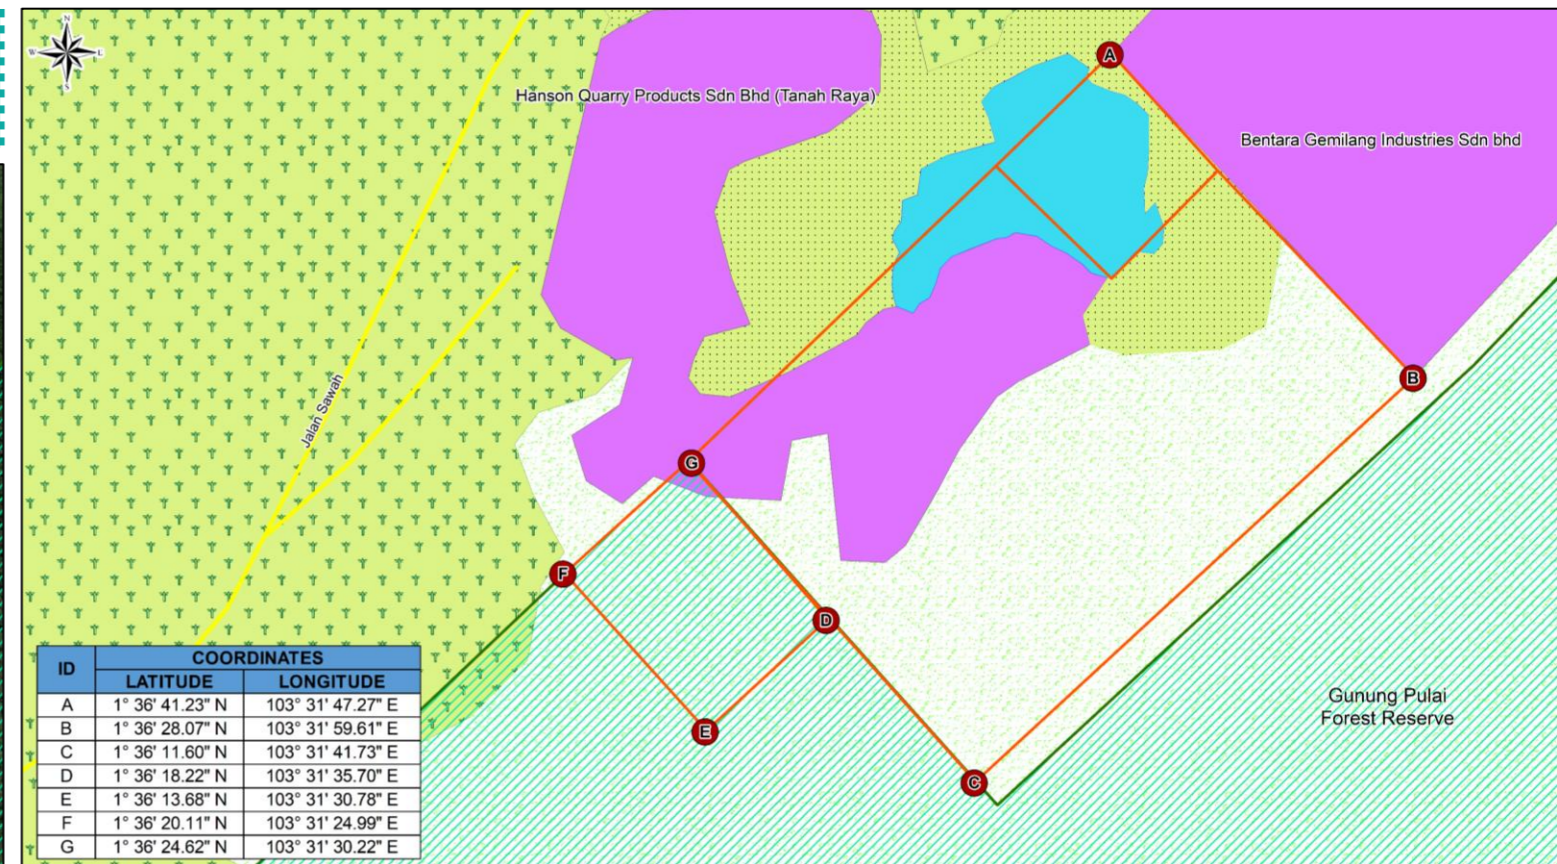 N
W
L
S
A
Hanson Quarry Products Sdn Bhd (Tanah Raya)
Bentara Gemilang Industries Sdn bhd
B
Jalan Sawah
G
F
D
E
C
Gunung Pulai
Forest Reserve
ID COORDINATES
LATITUDE LONGITUDE
A 1° 36' 41.23" N 103° 31' 47.27" E
B 1° 36' 28.07" N 103° 31' 59.61" E
C 1° 36' 11.60" N 103° 31' 41.73" E
D 1° 36' 18.22" N 103° 31' 35.70" E
E 1° 36' 13.68" N 103° 31' 30.78" E
F 1° 36' 20.11" N 103° 31' 24.99" E
G 1° 36' 24.62" N 103° 31' 30.22" E